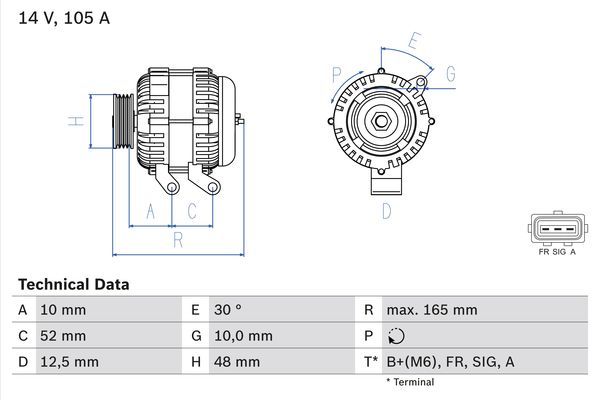 14 V, 105 A
E
P
G
H
A
C
R
D
FR SIG A
Technical Data
A 10 mm E 30 ° R max. 165 mm
C 52 mm G 10,0 mm P
D 12,5 mm H 48 mm T* B+(M6), FR, SIG, A
* Terminal